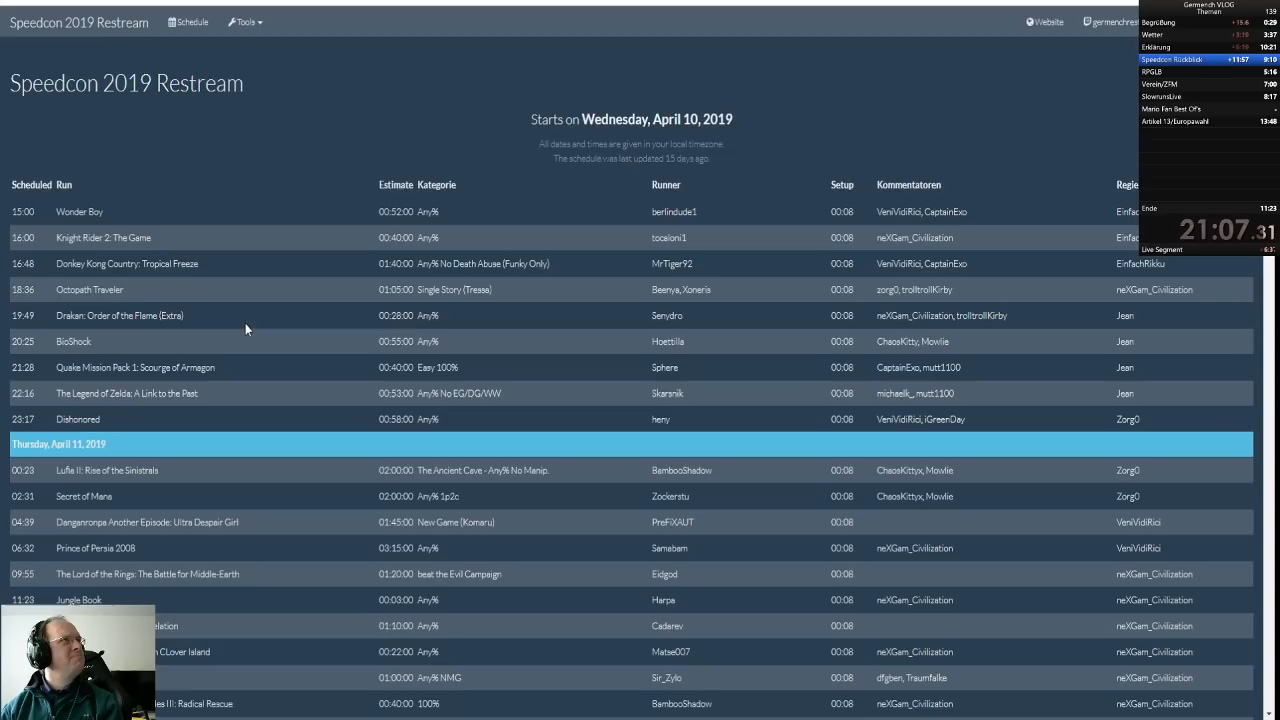 Speedcon 2019 Restream Schedule Tools Website germenchres
Speedcon 2019 Restream
Starts on Wednesday, April 10, 2019
All dates and times are given in your local timezone.
The schedule was last updated 15 days ago.
Scheduled Run Estimate Kategorie Runner Setup Kommentatoren Regie
15:00 Wonder Boy 00:52:00 Any% berlindude1 00:08 VeniVidiRici, CaptainExo Einfac
16:00 Knight Rider 2: The Game 00:40:00 Any% tocaloni1 00:08 neXGam_Civilization Einfac
16:48 Donkey Kong Country: Tropical Freeze 01:40:00 Any% No Death Abuse (Funky Only) MrTiger92 00:08 VeniVidiRici, CaptainExo EinfachRikku
18:36 Octopath Traveler 01:05:00 Single Story (Tressa) Beenya, Xoneris 00:08 zorg0, trolltrollKirby neXGam_Civilization
19:49 Drakan: Order of the Flame (Extra) 00:28:00 Any% Senydro 00:08 neXGam_Civilization, trolltrollKirby Jean
20:25 BioShock 00:55:00 Any% Hoettilla 00:08 ChaosKitty, Mowlie Jean
21:28 Quake Mission Pack 1: Scourge of Armagon 00:40:00 Easy 100% Sphere 00:08 CaptainExo, mutt1100 Jean
22:16 The Legend of Zelda: A Link to the Past 00:53:00 Any% No EG/DG/WW Skarsnik 00:08 michaelk_, mutt1100 Jean
23:17 Dishonored 00:58:00 Any% heny 00:08 VeniVidiRici, iGreenDay Zorg0
Thursday, April 11, 2019
00:23 Lufia II: Rise of the Sinistrals 02:00:00 The Ancient Cave - Any% No Manip. BambooShadow 00:08 ChaosKittyx, Mowlie Zorg0
02:31 Secret of Mana 02:00:00 Any% 1p2c Zockerstu 00:08 ChaosKittyx, Mowlie Zorg0
04:39 Danganronpa Another Episode: Ultra Despair Girl 01:45:00 New Game (Komaru) PreFiXAUT 00:08 VeniVidiRici
06:32 Prince of Persia 2008 03:15:00 Any% Samabam 00:08 neXGam_Civilization VeniVidiRici
09:55 The Lord of the Rings: The Battle for Middle-Earth 01:20:00 beat the Evil Campaign Eidgod 00:08 neXGam_Civilization
11:23 Jungle Book 00:03:00 Any% Harpa 00:08 neXGam_Civilization neXGam_Civilization
elation 01:10:00 Any% Cadarev 00:08 neXGam_Civilization
n CLover Island 00:22:00 Any% Matse007 00:08 neXGam_Civilization neXGam_Civilization
01:00:00 Any% NMG Sir_Zylo 00:08 dfgben, Traumfalke neXGam_Civilization
les III: Radical Rescue 00:40:00 100% BambooShadow 00:08 neXGam_Civilization neXGam_Civilization
Germench VLOG
Themen 139
Begrüßung +15.6 0:29
Wetter +3:19 3:37
Erklärung 10:21
Speedcon Rückblick +11:57 9:10
RPGLB 5:16
Verein/ZFM 7:00
SlowrunsLive 8:17
Mario Fan Best Of's -
Artikel 13/Europawahl 13:48
Ende 11:23
21:07.31
Live Segment